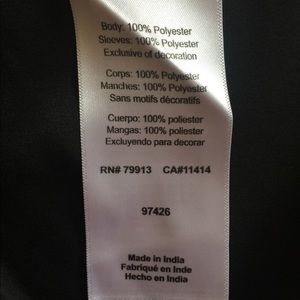 Body: 100% Polyester
Sleeves: 100% Polyester
Exclusive of decoration
Corps: 100% Polyester
Manches: 100% Polyester
Sans motifs décoratifs
Cuerpo: 100% poliester
Mangas: 100% poliester
Excluyendo para decorar
RN# 79913 CA#11414
97426
Made in India
Fabriqué en Inde
Hecho en India